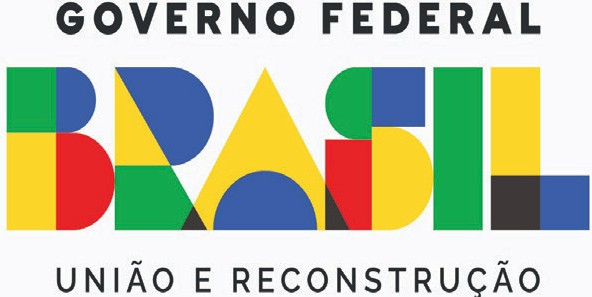 GOVERNO FEDERAL
BRASIL
UNIÃO E RECONSTRUÇÃO